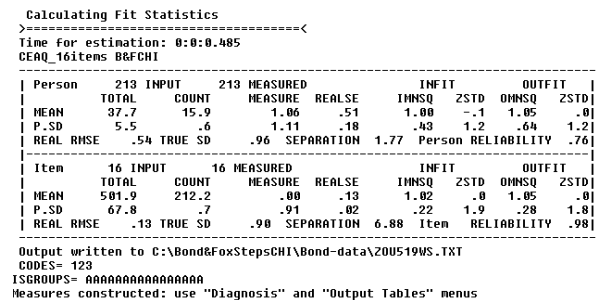 Calculating Fit Statistics
>=====================================<
Time for estimation: 0:0:0.485
CEAQ_16items B&FCHI
| Person 213 INPUT 213 MEASURED INFIT OUTFIT |
| TOTAL COUNT MEASURE REALSE IMNSQ ZSTD OMNSQ ZSTD|
| MEAN 37.7 15.9 1.06 .51 1.00 -.1 1.05 .0|
| P.SD 5.5 .6 1.11 .18 .43 1.2 .64 1.2|
| REAL RMSE .54 TRUE SD .96 SEPARATION 1.77 Person RELIABILITY .76|
| Item 16 INPUT 16 MEASURED INFIT OUTFIT |
| TOTAL COUNT MEASURE REALSE IMNSQ ZSTD OMNSQ ZSTD|
| MEAN 501.9 212.2 .00 .13 1.02 .0 1.05 .0|
| P.SD 67.8 .7 .91 .02 .22 1.9 .28 1.8|
| REAL RMSE .13 TRUE SD .90 SEPARATION 6.88 Item RELIABILITY .98|
Output written to C:\Bond&FoxStepsCHI\Bond-data\ZOU519WS.TXT
CODES= 123
ISGROUPS= AAAAAAAAAAAAAAAA
Measures constructed: use "Diagnosis" and "Output Tables" menus